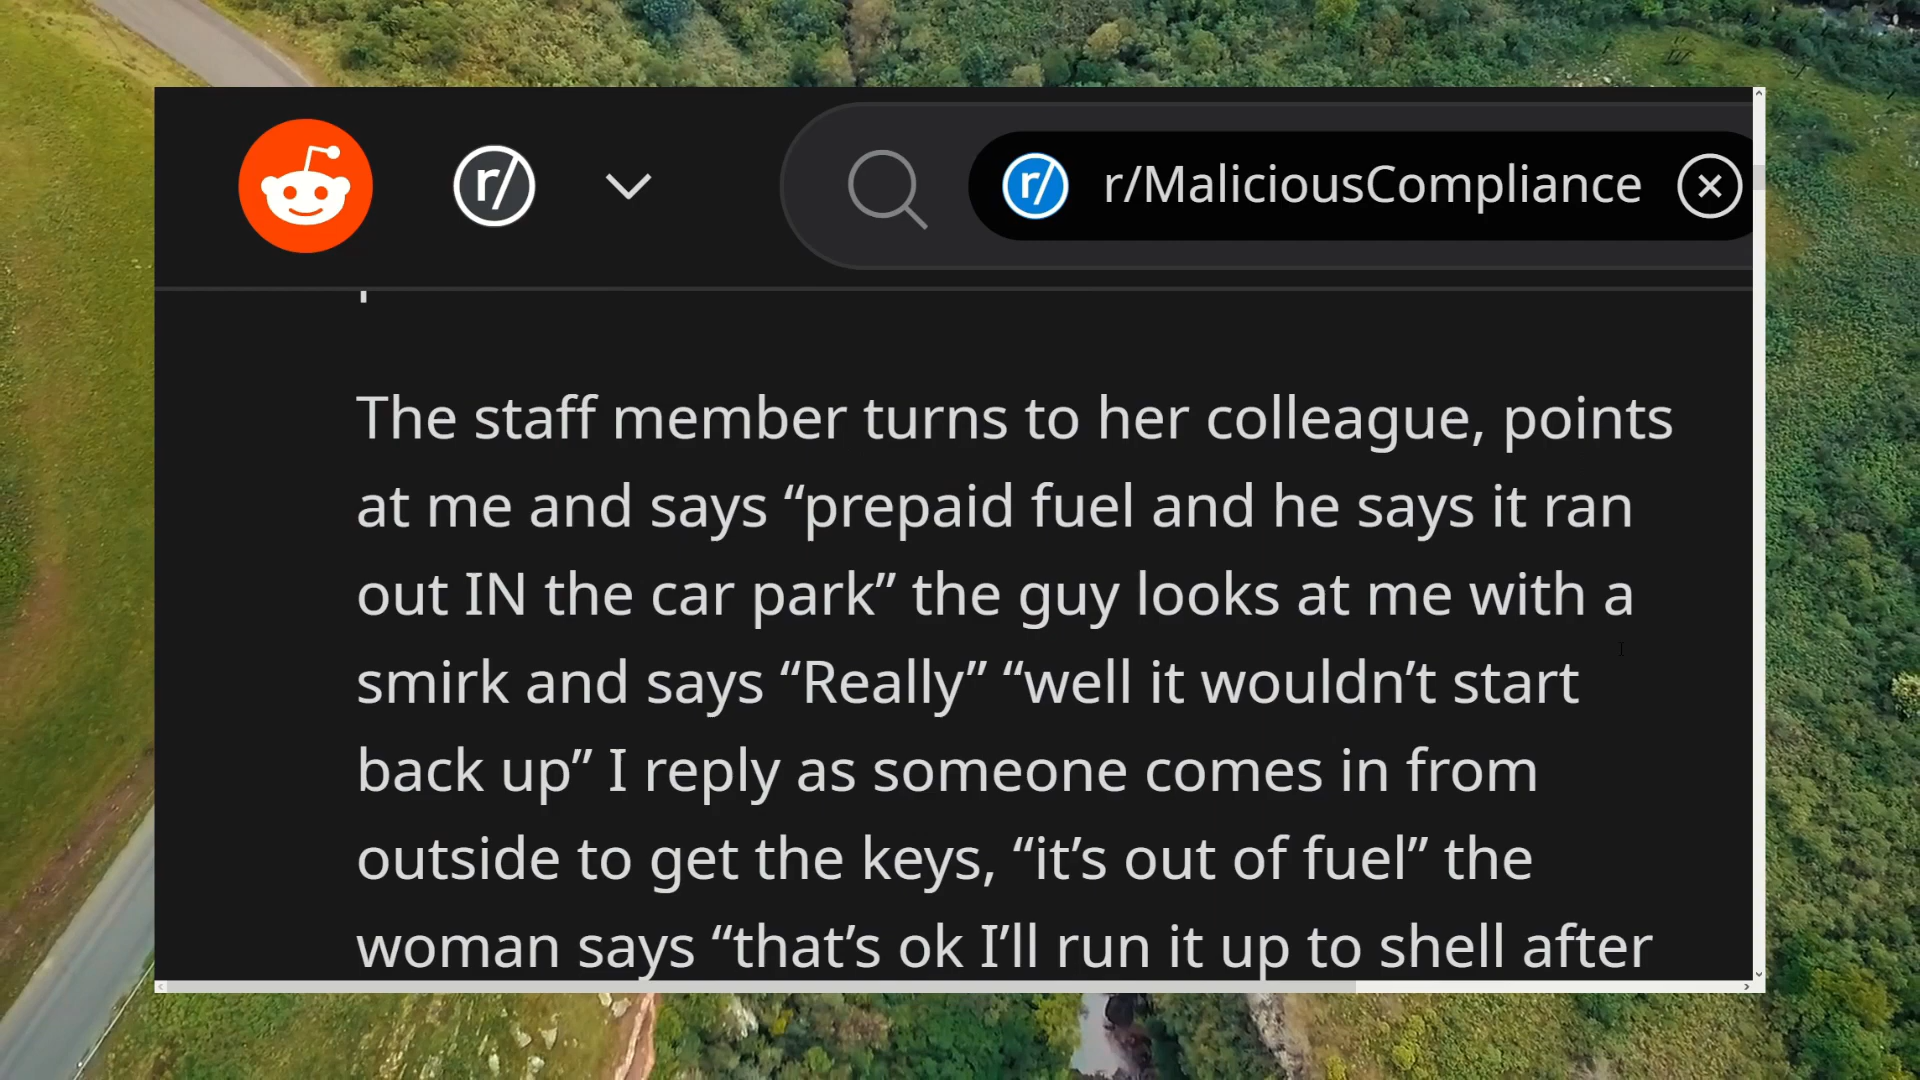 r/
r/ r/MaliciousCompliance
The staff member turns to her colleague, points
at me and says “prepaid fuel and he says it ran
out IN the car park” the guy looks at me with a
smirk and says “Really” “well it wouldn’t start
back up” I reply as someone comes in from
outside to get the keys, “it’s out of fuel” the
woman says “that’s ok I’ll run it up to shell after